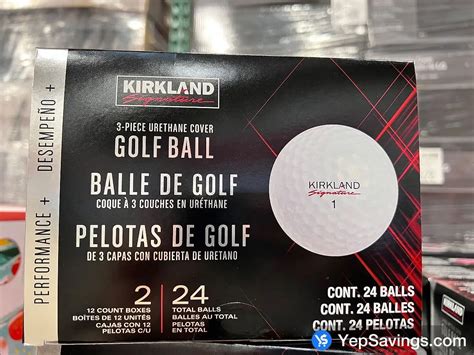 PERFORMANCE + DESEMPEÑO +
KIRKLAND
Signature
3-PIECE URETHANE COVER
GOLF BALL
BALLE DE GOLF
COQUE À 3 COUCHES EN URÉTHANE
PELOTAS DE GOLF
DE 3 CAPAS CON CUBIERTA DE URETANO
2
12 COUNT BOXES
BOÎTES DE 12 UNITÉS
CAJAS CON 12
PELOTAS C/U
24
TOTAL BALLS
BALLES AU TOTAL
PELOTAS EN
TOTAL
KIRKLAND
Signature
1
CONT. 24 BALLS
CONT. 24 BALLES
CONT. 24 PELOTAS
YS YepSavings.com